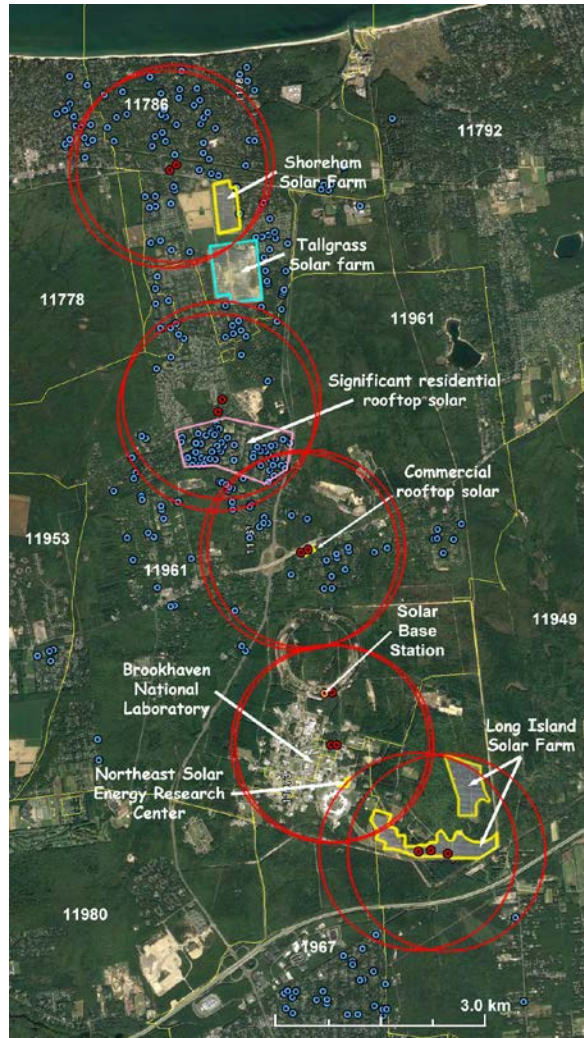 11786
1178
11792
Shoreham
Solar Farm
Tallgrass
Solar farm
11778
11961
Significant residential
rooftop solar
Commercial
rooftop solar
11953
11961
11949
Solar
Base
Station
Brookhaven
National
Laboratory
Long Island
Solar Farm
Northeast Solar
Energy Research
Center
11980
11967
3.0 km